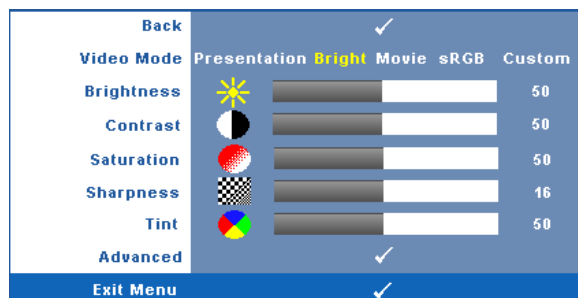 Back
Video Mode Presentation Bright Movie sRGB Custom
Brightness 50
Contrast 50
Saturation 50
Sharpness 16
Tint 50
Advanced
Exit Menu